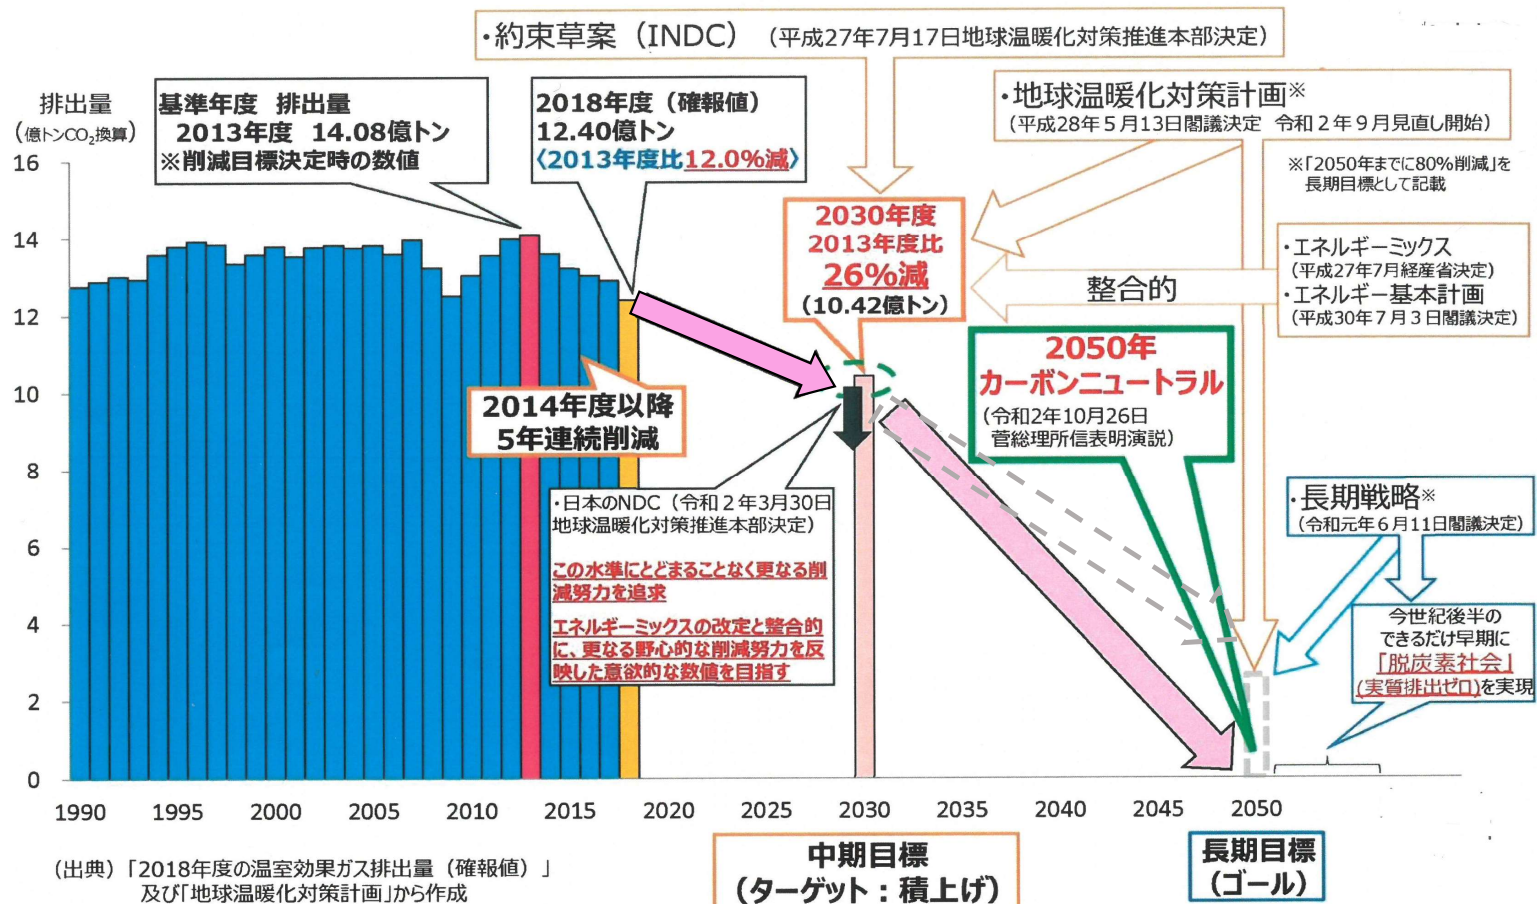 ・約束草案（INDC）（平成27年7月17日地球温暖化対策推進本部決定）
排出量
（億トンCO₂換算）
基準年度　排出量
2013年度　14.08億トン
※削減目標決定時の数値
2018年度（確報値）
12.40億トン
〈2013年度比12.0%減〉
・地球温暖化対策計画※
（平成28年５月13日閣議決定　令和２年９月見直し開始）
※「2050年までに80％削減」を
長期目標として記載
2030年度
2013年度比
26%減
（10.42億トン）
・エネルギーミックス
（平成27年7月経産省決定）
・エネルギー基本計画
（平成30年７月３日閣議決定）
整合的
2050年
カーボンニュートラル
（令和2年10月26日
菅総理所信表明演説）
2014年度以降
5年連続削減
・日本のNDC（令和２年3月30日
地球温暖化対策推進本部決定）
この水準にとどまることなく更なる削
減努力を追求
エネルギーミックスの改定と整合的
に、更なる野心的な削減努力を反
映した意欲的な数値を目指す
・長期戦略※
（令和元年６月11日閣議決定）
今世紀後半の
できるだけ早期に
「脱炭素社会」
(実質排出ゼロ)を実現
16
14
12
10
8
6
4
2
0
1990 1995 2000 2005 2010 2015 2020 2025 2030 2035 2040 2045 2050
中期目標
（ターゲット：積上げ）
長期目標
（ゴール）
（出典）「2018年度の温室効果ガス排出量（確報値）」
及び「地球温暖化対策計画」から作成